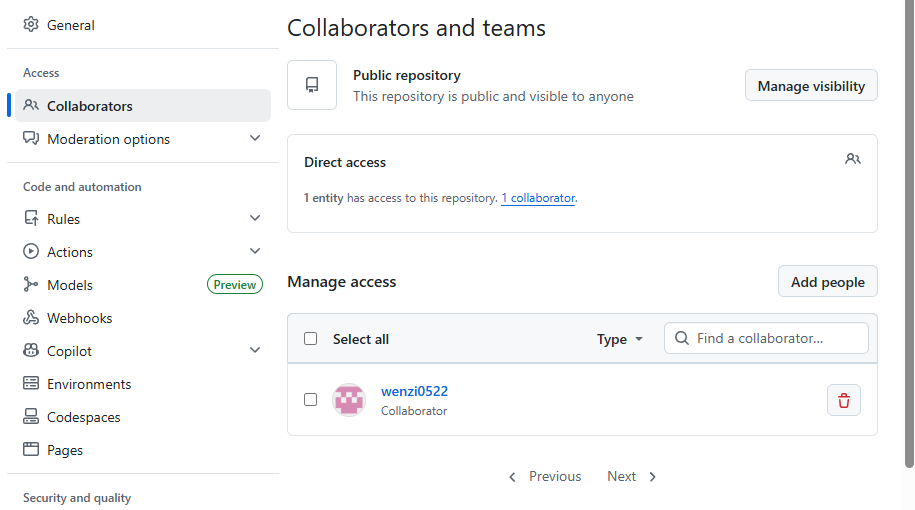 General
Access
Collaborators
Moderation options
Code and automation
Rules
Actions
Models Preview
Webhooks
Copilot
Environments
Codespaces
Pages
Security and quality
Collaborators and teams
Public repository
This repository is public and visible to anyone
Manage visibility
Direct access
1 entity has access to this repository. 1 collaborator.
Manage access
Add people
Select all
Type
Find a collaborator...
wenzi0522
Collaborator
Previous Next